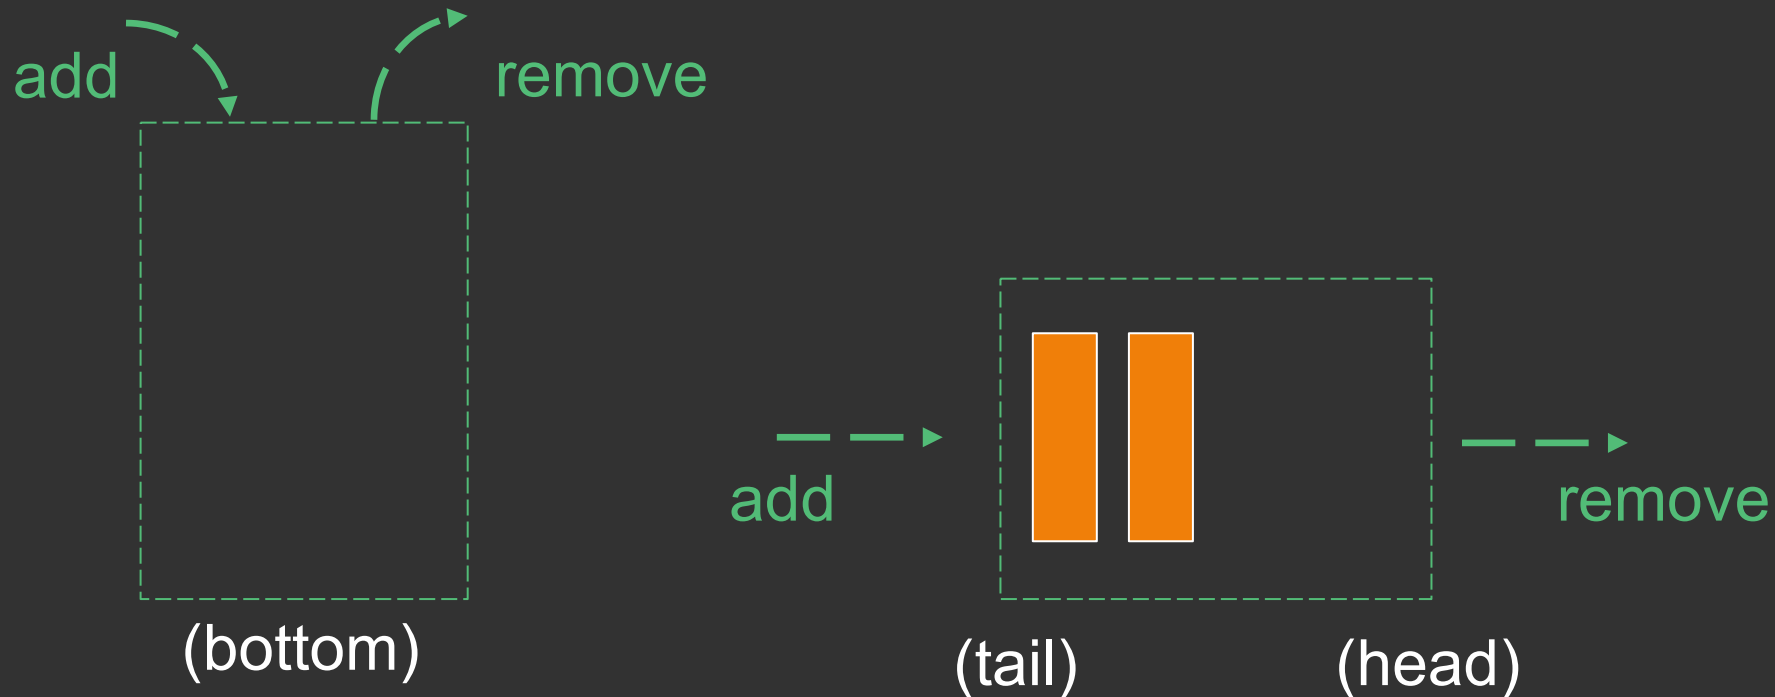 add
remove
(bottom)
add
remove
(tail)
(head)